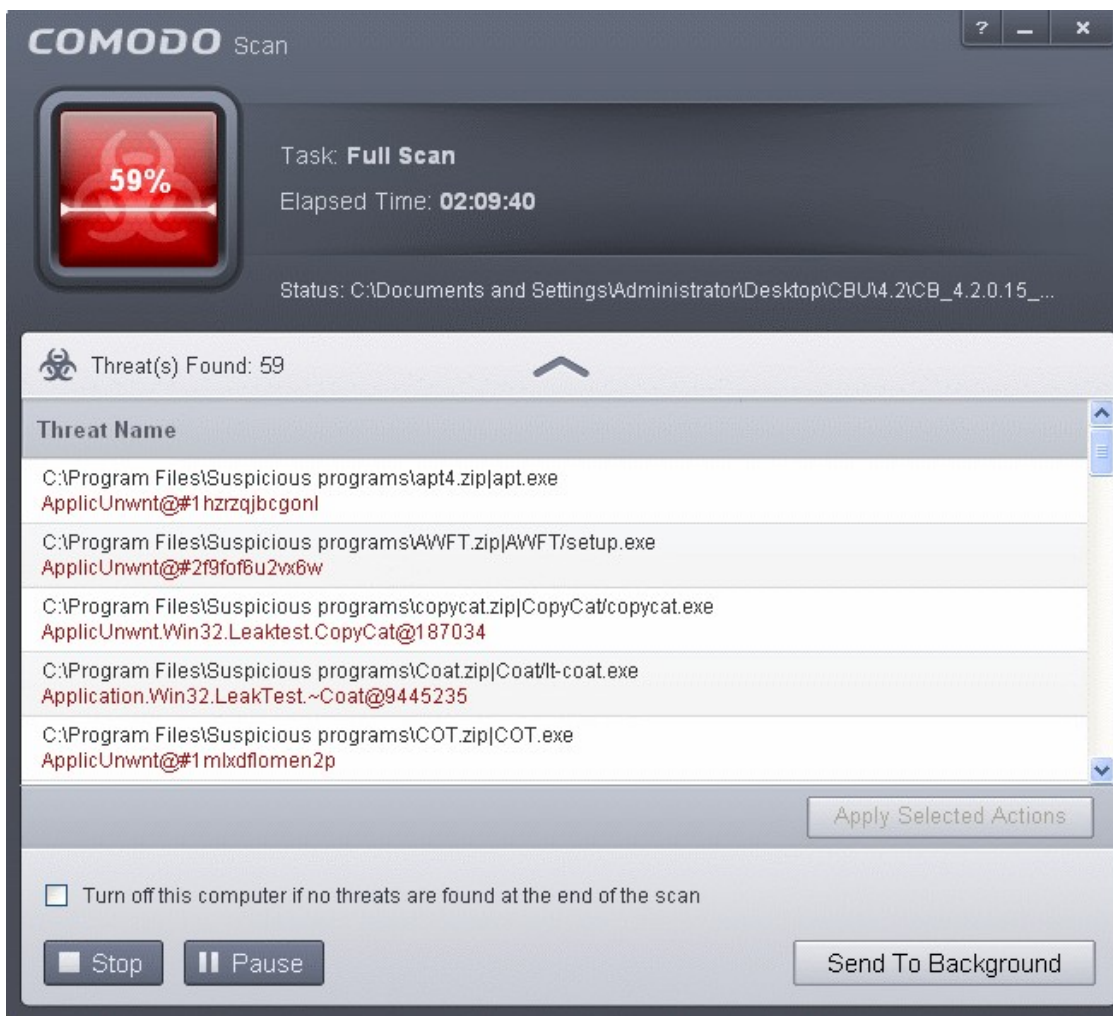 COMODO Scan
? – ×
59%
Task: Full Scan
Elapsed Time: 02:09:40
Status: C:\Documents and Settings\Administrator\Desktop\CBU\4.2\CB_4.2.0.15_...
Threat(s) Found: 59
Threat Name
C:\Program Files\Suspicious programs\apt4.zip|apt.exe
ApplicUnwnt@#1hzrzqjbcgonl
C:\Program Files\Suspicious programs\AWFT.zip|AWFT/setup.exe
ApplicUnwnt@#2f9fof6u2vx6w
C:\Program Files\Suspicious programs\copycat.zip|CopyCat/copycat.exe
ApplicUnwnt.Win32.Leaktest.CopyCat@187034
C:\Program Files\Suspicious programs\Coat.zip|Coat/lt-coat.exe
Application.Win32.LeakTest.~Coat@9445235
C:\Program Files\Suspicious programs\COT.zip|COT.exe
ApplicUnwnt@#1mlxdflomen2p
Apply Selected Actions
Turn off this computer if no threats are found at the end of the scan
Stop
Pause
Send To Background